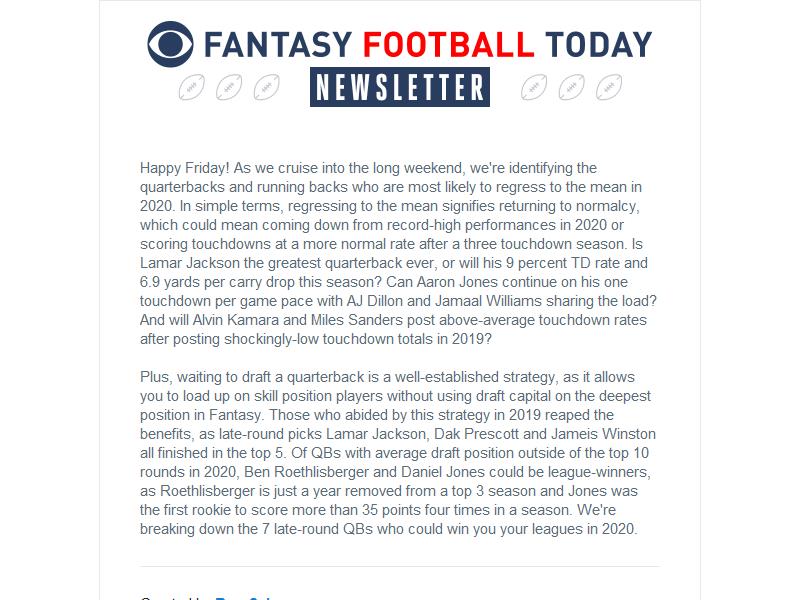 FANTASY FOOTBALL TODAY
NEWSLETTER
Happy Friday! As we cruise into the long weekend, we're identifying the
quarterbacks and running backs who are most likely to regress to the mean in
2020. In simple terms, regressing to the mean signifies returning to normalcy,
which could mean coming down from record-high performances in 2020 or
scoring touchdowns at a more normal rate after a three touchdown season. Is
Lamar Jackson the greatest quarterback ever, or will his 9 percent TD rate and
6.9 yards per carry drop this season? Can Aaron Jones continue on his one
touchdown per game pace with AJ Dillon and Jamaal Williams sharing the load?
And will Alvin Kamara and Miles Sanders post above-average touchdown rates
after posting shockingly-low touchdown totals in 2019?
Plus, waiting to draft a quarterback is a well-established strategy, as it allows
you to load up on skill position players without using draft capital on the deepest
position in Fantasy. Those who abided by this strategy in 2019 reaped the
benefits, as late-round picks Lamar Jackson, Dak Prescott and Jameis Winston
all finished in the top 5. Of QBs with average draft position outside of the top 10
rounds in 2020, Ben Roethlisberger and Daniel Jones could be league-winners,
as Roethlisberger is just a year removed from a top 3 season and Jones was
the first rookie to score more than 35 points four times in a season. We're
breaking down the 7 late-round QBs who could win you your leagues in 2020.